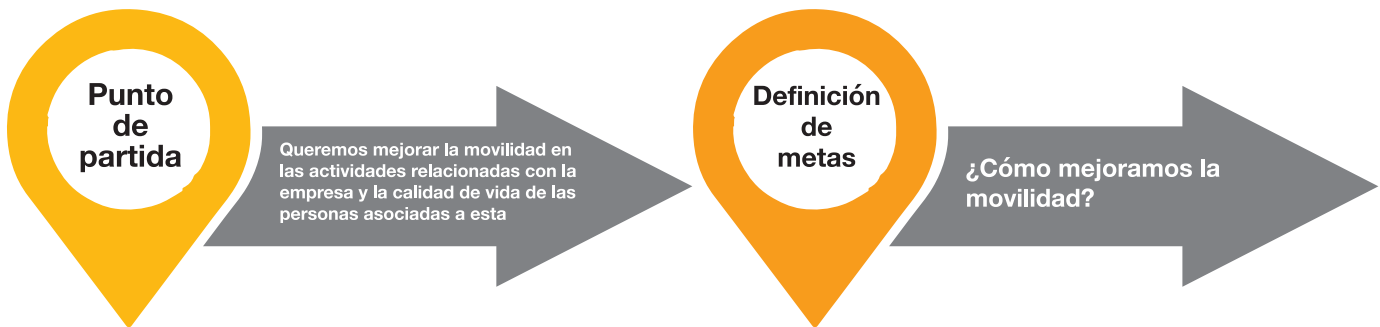 Punto
de
partida
Queremos mejorar la movilidad en
las actividades relacionadas con la
empresa y la calidad de vida de las
personas asociadas a esta
Definición
de
metas
¿Cómo mejoramos la
movilidad?